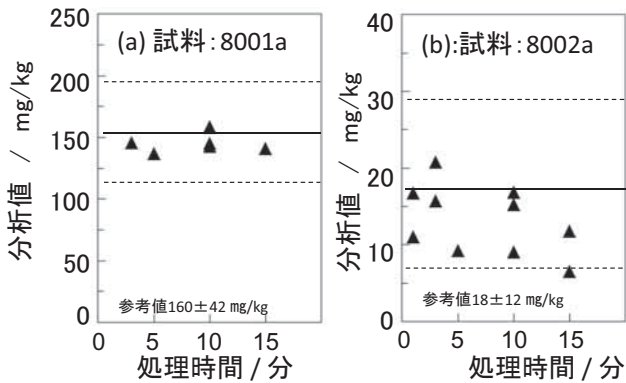 (a) 試料:8001a
分析値 / mg/kg
250
200
150
100
50
0
参考値160±42 mg/kg
0 5 10 15
処理時間 / 分
(b):試料:8002a
分析値 / mg/kg
40
30
20
10
0
参考値18±12 mg/kg
0 5 10 15
処理時間 / 分